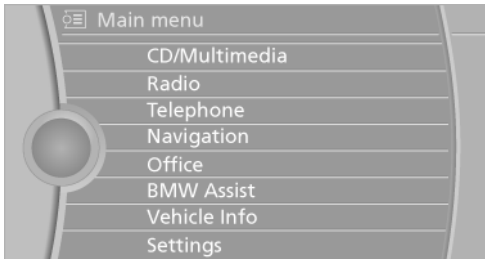 Main menu
CD/Multimedia
Radio
Telephone
Navigation
Office
BMW Assist
Vehicle Info
Settings